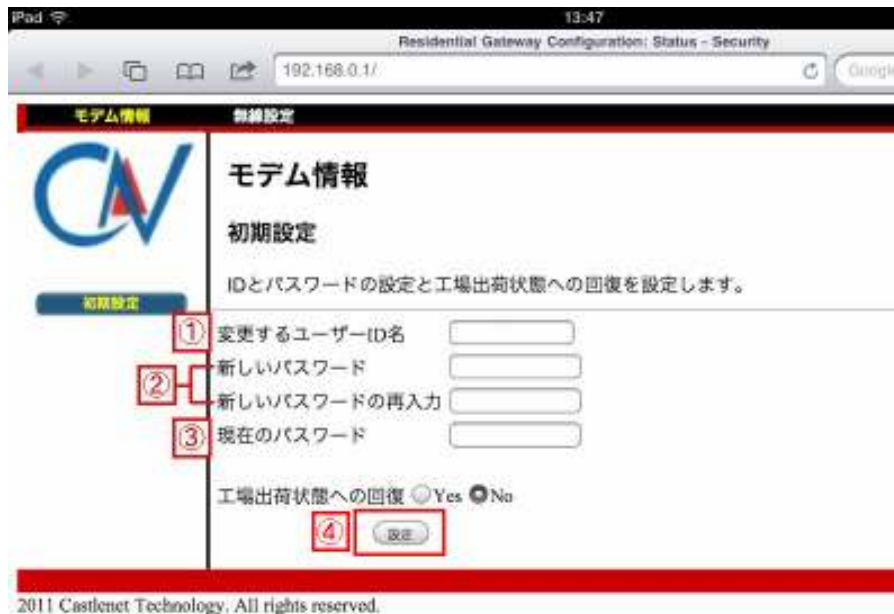 iPad 13:47
Residential Gateway Configuration: Status - Security
192.168.0.1/ Google
モデム情報 無線設定
CN
モデム情報
初期設定
IDとパスワードの設定と工場出荷状態への回復を設定します。
初期設定
① 変更するユーザーID名
② 新しいパスワード
新しいパスワードの再入力
③ 現在のパスワード
工場出荷状態への回復 Yes No
④ 設定
2011 Castlenet Technology. All rights reserved.